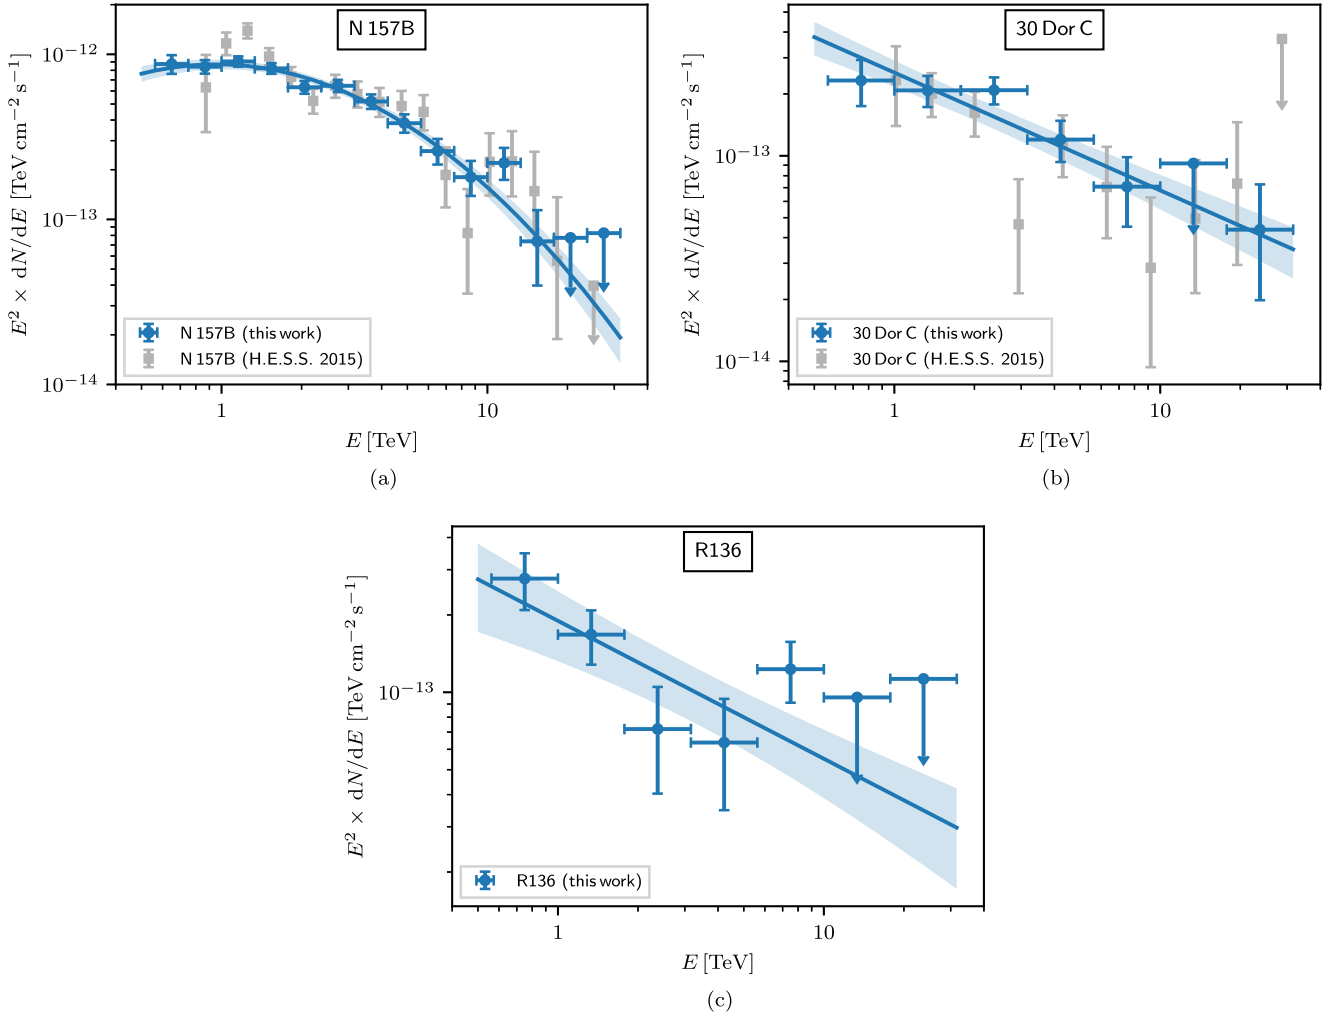 N 157B
10⁻¹²
10⁻¹³
10⁻¹⁴
E² × dN/dE [TeV cm⁻² s⁻¹]
N 157B (this work)
N 157B (H.E.S.S. 2015)
1
10
E [TeV]
(a)
30 Dor C
10⁻¹³
10⁻¹⁴
E² × dN/dE [TeV cm⁻² s⁻¹]
30 Dor C (this work)
30 Dor C (H.E.S.S. 2015)
1
10
E [TeV]
(b)
R136
10⁻¹³
E² × dN/dE [TeV cm⁻² s⁻¹]
R136 (this work)
1
10
E [TeV]
(c)